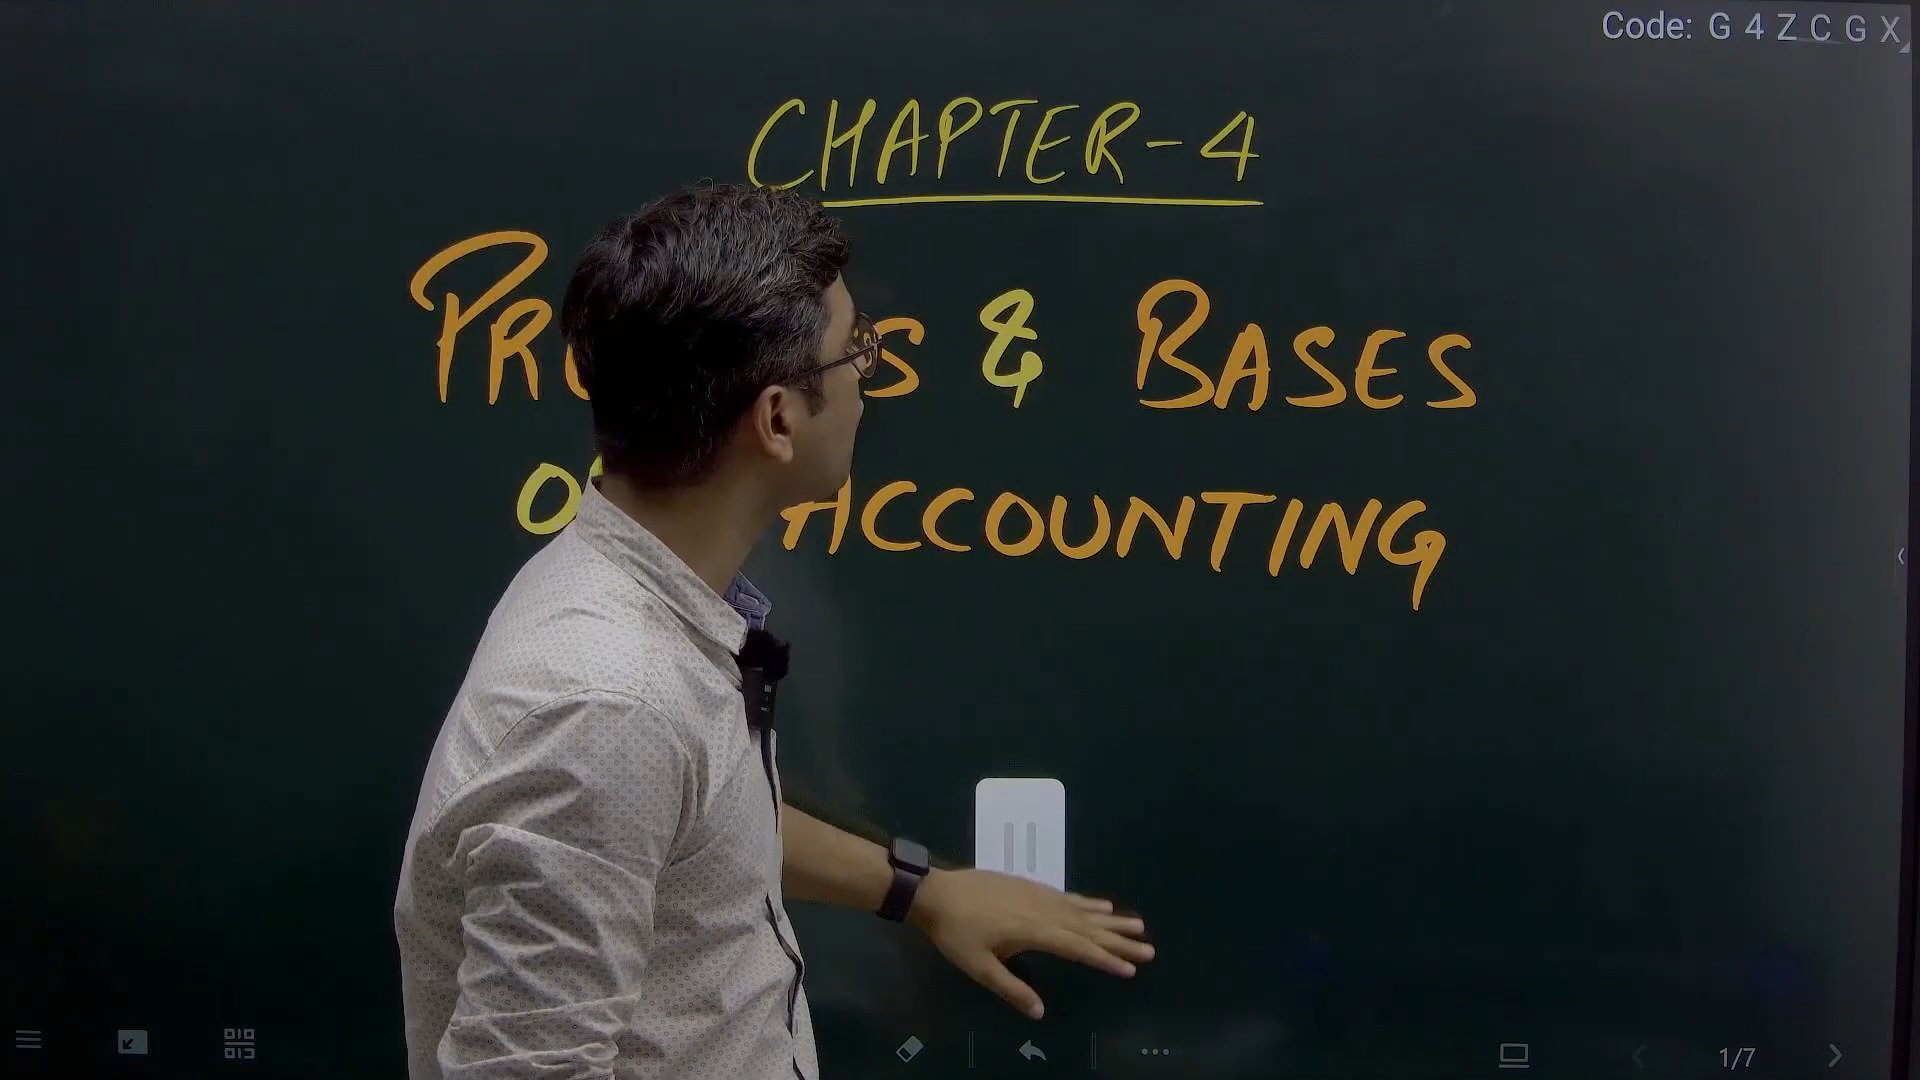 Code: G 4 Z C G X
CHAPTER-4
& BASES
ACCOUNTING
1/7